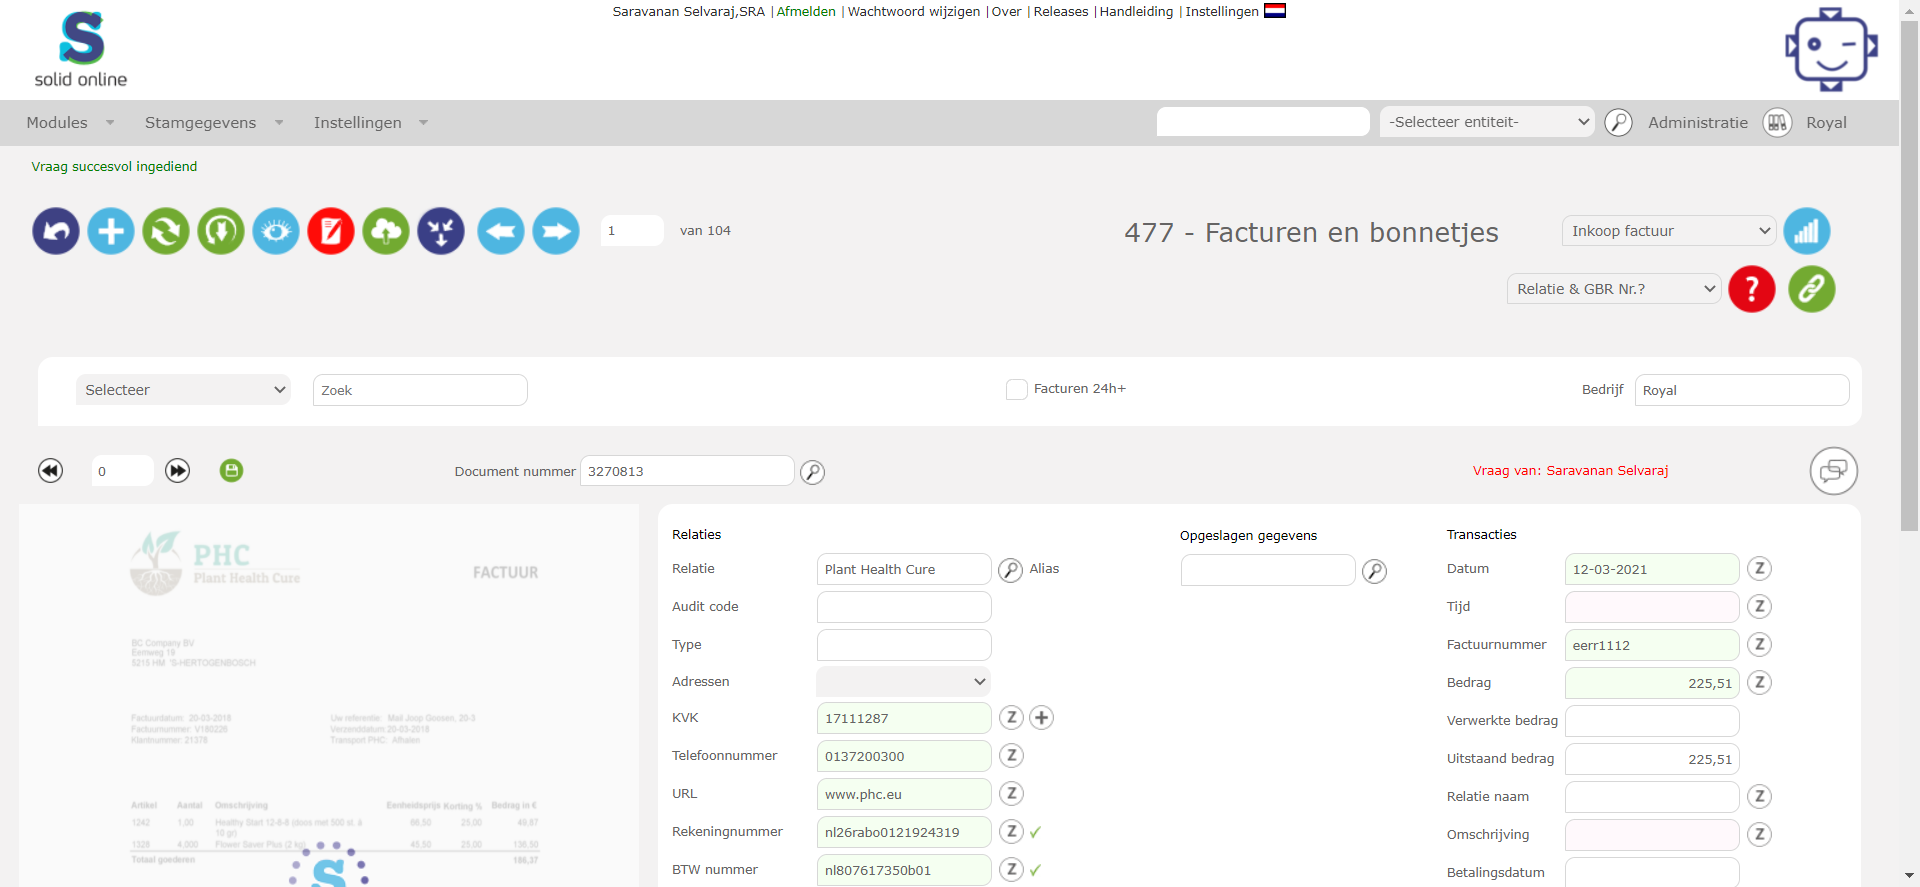 Saravanan Selvaraj,SRA |Afmelden |Wachtwoord wijzigen |Over |Releases |Handleiding |Instellingen
S
solid online
Modules Stamgegevens Instellingen -Selecteer entiteit- Administratie Royal
Vraag succesvol ingediend
1 van 104 477 - Facturen en bonnetjes Inkoop factuur
Relatie & GBR Nr.? ?
Selecteer Zoek Facturen 24h+ Bedrijf Royal
0 Document nummer 3270813 Vraag van: Saravanan Selvaraj
PHC
Plant Health Cure
FACTUUR
BC Company BV
Eemweg 19
5215 HM 'S-HERTOGENBOSCH
Factuurdatum: 20-03-2018 Uw referentie: Mail Joop Goosen, 20-3
Factuurnummer: V180226 Verzenddatum: 20-03-2018
Klantnummer: 21376 Transport PHC: Afhalen
Artikel Aantal Omschrijving Eenheidsprijs Korting % Bedrag in €
1242 1,00 Healthy Start 12-8-8 (doos met 500 st. á 66,50 25,00 49,87
10 gr)
1328 4,000 Flower Saver Plus (2 kg) 45,50 25,00 136,50
Totaal goederen 186,37
S
Relaties
Relatie Plant Health Cure Alias
Audit code
Type
Adressen
KVK 17111287 Z
Telefoonnummer 0137200300 Z
URL www.phc.eu Z
Rekeningnummer nl26rabo0121924319 Z
BTW nummer nl807617350b01 Z
Opgeslagen gegevens
Transacties
Datum 12-03-2021 Z
Tijd Z
Factuurnummer eerr1112 Z
Bedrag 225,51 Z
Verwerkte bedrag
Uitstaand bedrag 225,51
Relatie naam Z
Omschrijving Z
Betalingsdatum